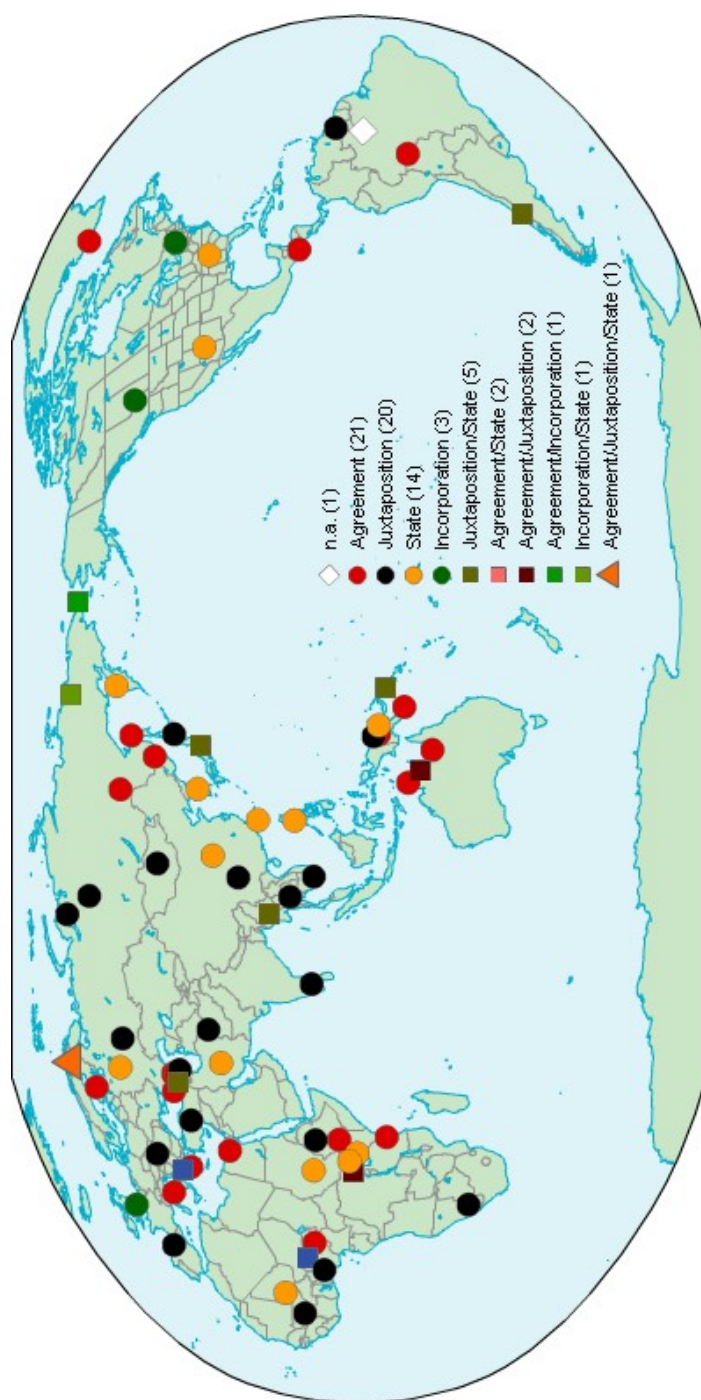 n.a. (1)
Agreement (21)
Juxtaposition (20)
State (14)
Incorporation (3)
Juxtaposition/State (5)
Agreement/State (2)
Agreement/Juxtaposition (2)
Agreement/Incorporation (1)
Incorporation/State (1)
Agreement/Juxtaposition/State (1)